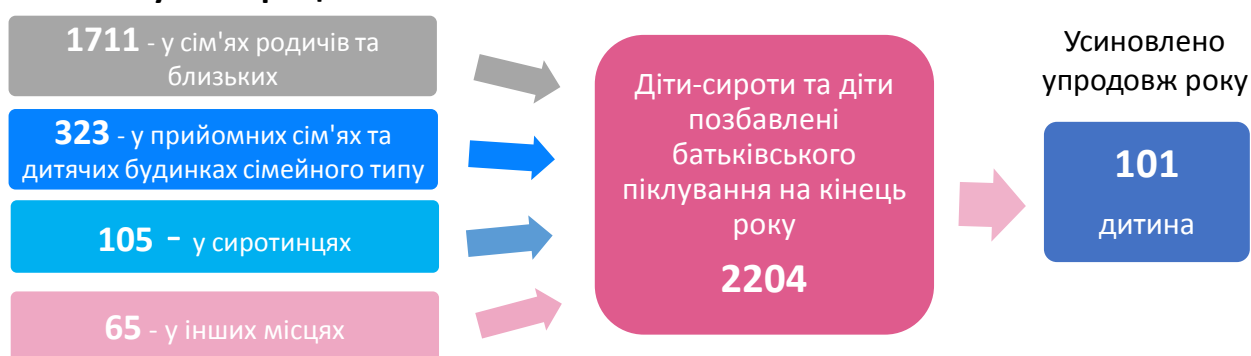 1711 - у сім'ях родичів та
близьких
323 - у прийомних сім'ях та
дитячих будинках сімейного типу
105 - у сиротинцях
65 - у інших місцях
Діти-сироти та діти
позбавлені
батьківського
піклування на кінець
року
2204
Усиновлено
упродовж року
101
дитина